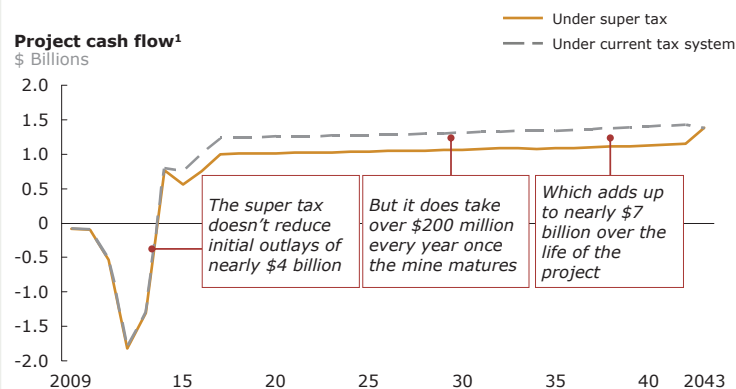 Under super tax
Under current tax system
Project cash flow¹
$ Billions
2.0
1.5
1.0
0.5
0
-0.5
-1.0
-1.5
-2.0
The super tax
doesn't reduce
initial outlays of
nearly $4 billion
But it does take
over $200 million
every year once
the mine matures
Which adds up
to nearly $7
billion over the
life of the
project
2009 15 20 25 30 35 40 2043